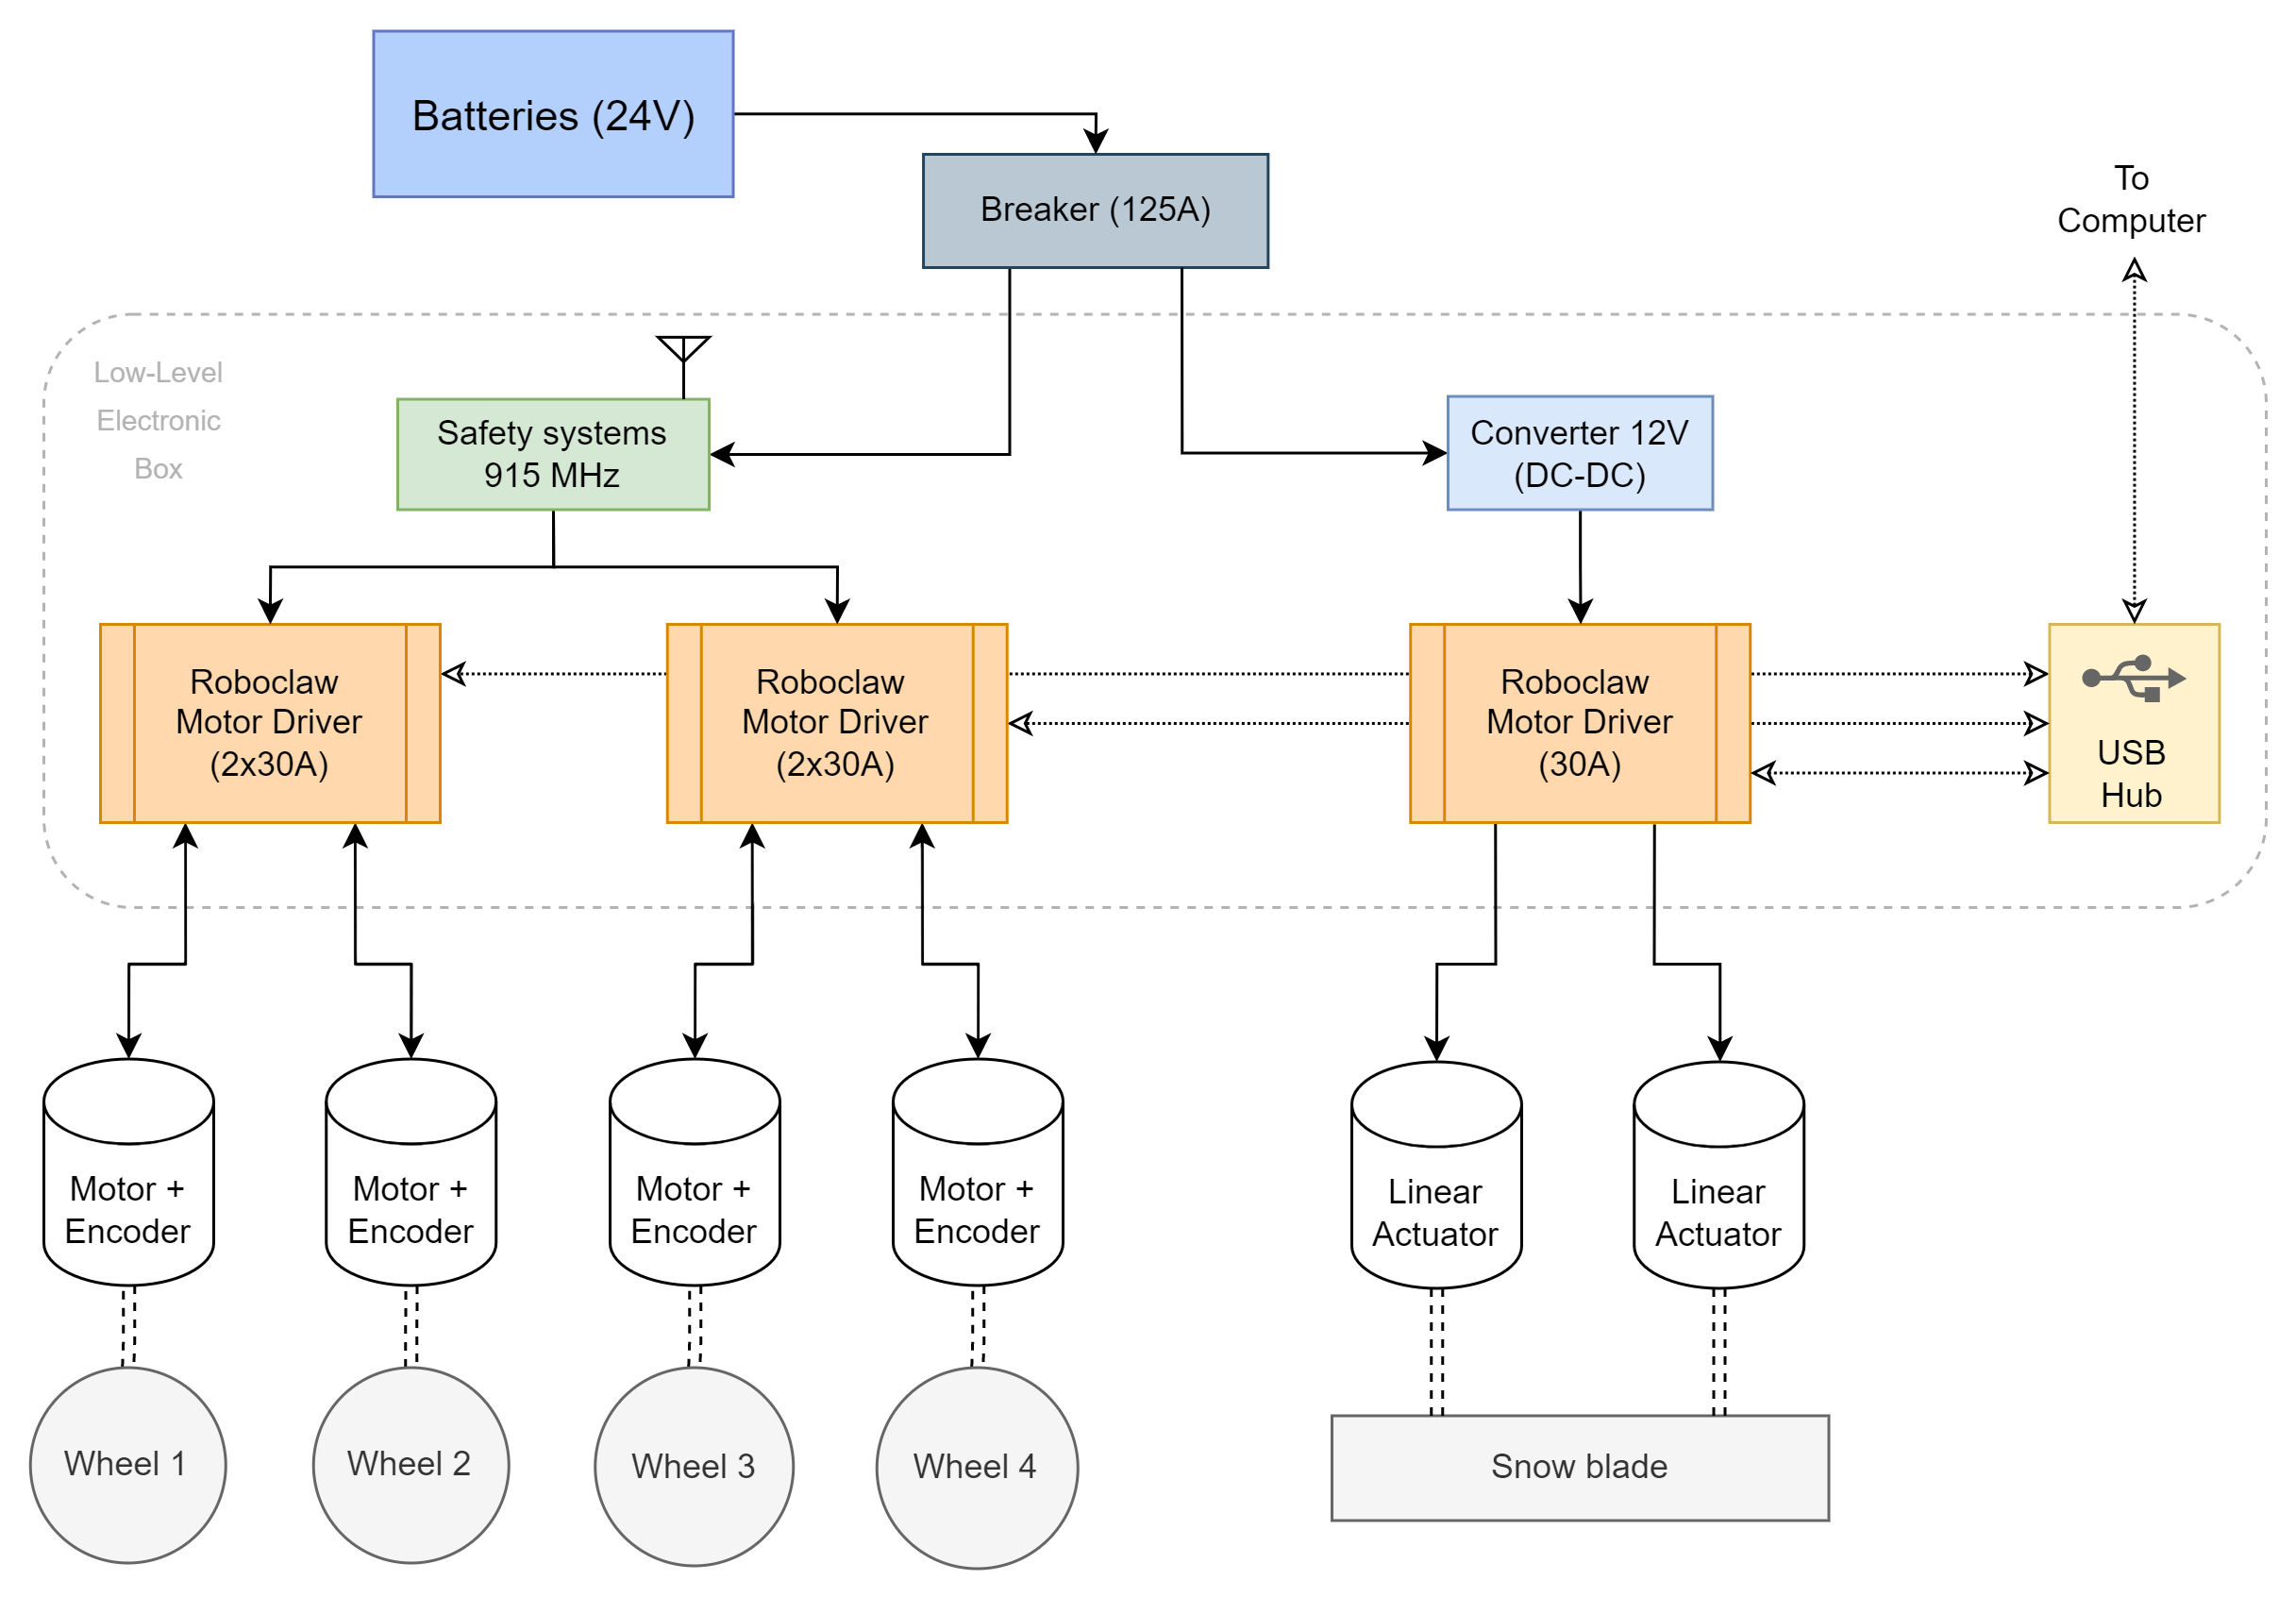 Batteries (24V)
Breaker (125A)
To
Computer
Low-Level
Electronic
Box
Safety systems
915 MHz
Converter 12V
(DC-DC)
Roboclaw
Motor Driver
(2x30A)
Roboclaw
Motor Driver
(2x30A)
Roboclaw
Motor Driver
(30A)
USB
Hub
Motor +
Encoder
Motor +
Encoder
Motor +
Encoder
Motor +
Encoder
Linear
Actuator
Linear
Actuator
Wheel 1
Wheel 2
Wheel 3
Wheel 4
Snow blade